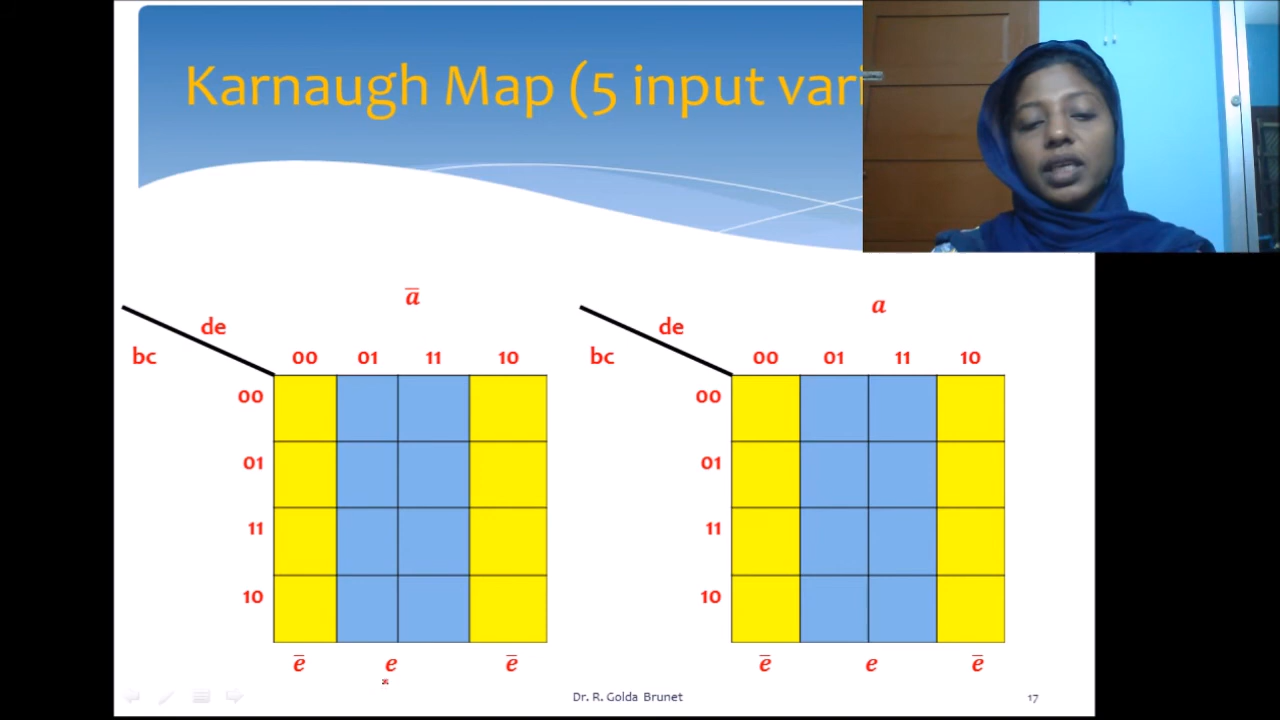 Karnaugh Map (5 input vari
a̅ a
de de
bc 00 01 11 10 bc 00 01 11 10
00 00
01 01
11 11
10 10
e̅ e e̅ e̅ e e̅
Dr. R. Golda Brunet 17